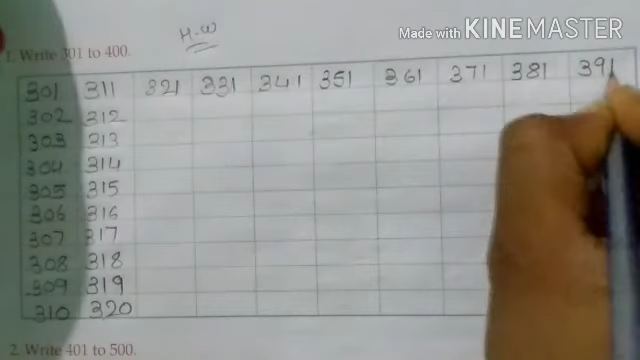 Made with KINEMASTER
H.W
1. Write 301 to 400.
301 311 321 331 341 351 361 371 381 391
302 312
303 313
304 314
305 315
306 316
307 317
308 318
309 319
310 320
2. Write 401 to 500.